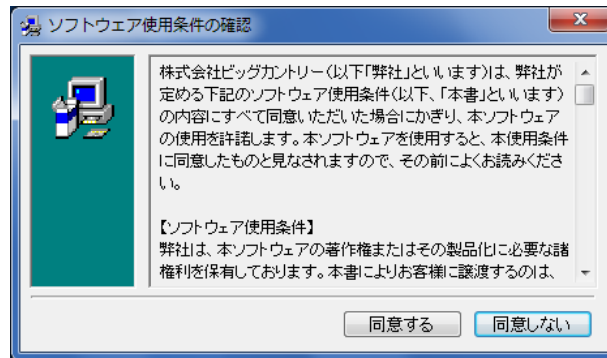 ソフトウェア使用条件の確認
株式会社ビッグカントリー(以下「弊社」といいます)は、弊社が
定める下記のソフトウェア使用条件(以下、「本書」といいます)
の内容にすべて同意いただいた場合にかぎり、本ソフトウェア
の使用を許諾します。本ソフトウェアを使用すると、本使用条件
に同意したものと見なされますので、その前によくお読みくださ
い。
【ソフトウェア使用条件】
弊社は、本ソフトウェアの著作権またはその製品化に必要な諸
権利を保有しております。本書によりお客様に譲渡するのは、
同意する
同意しない